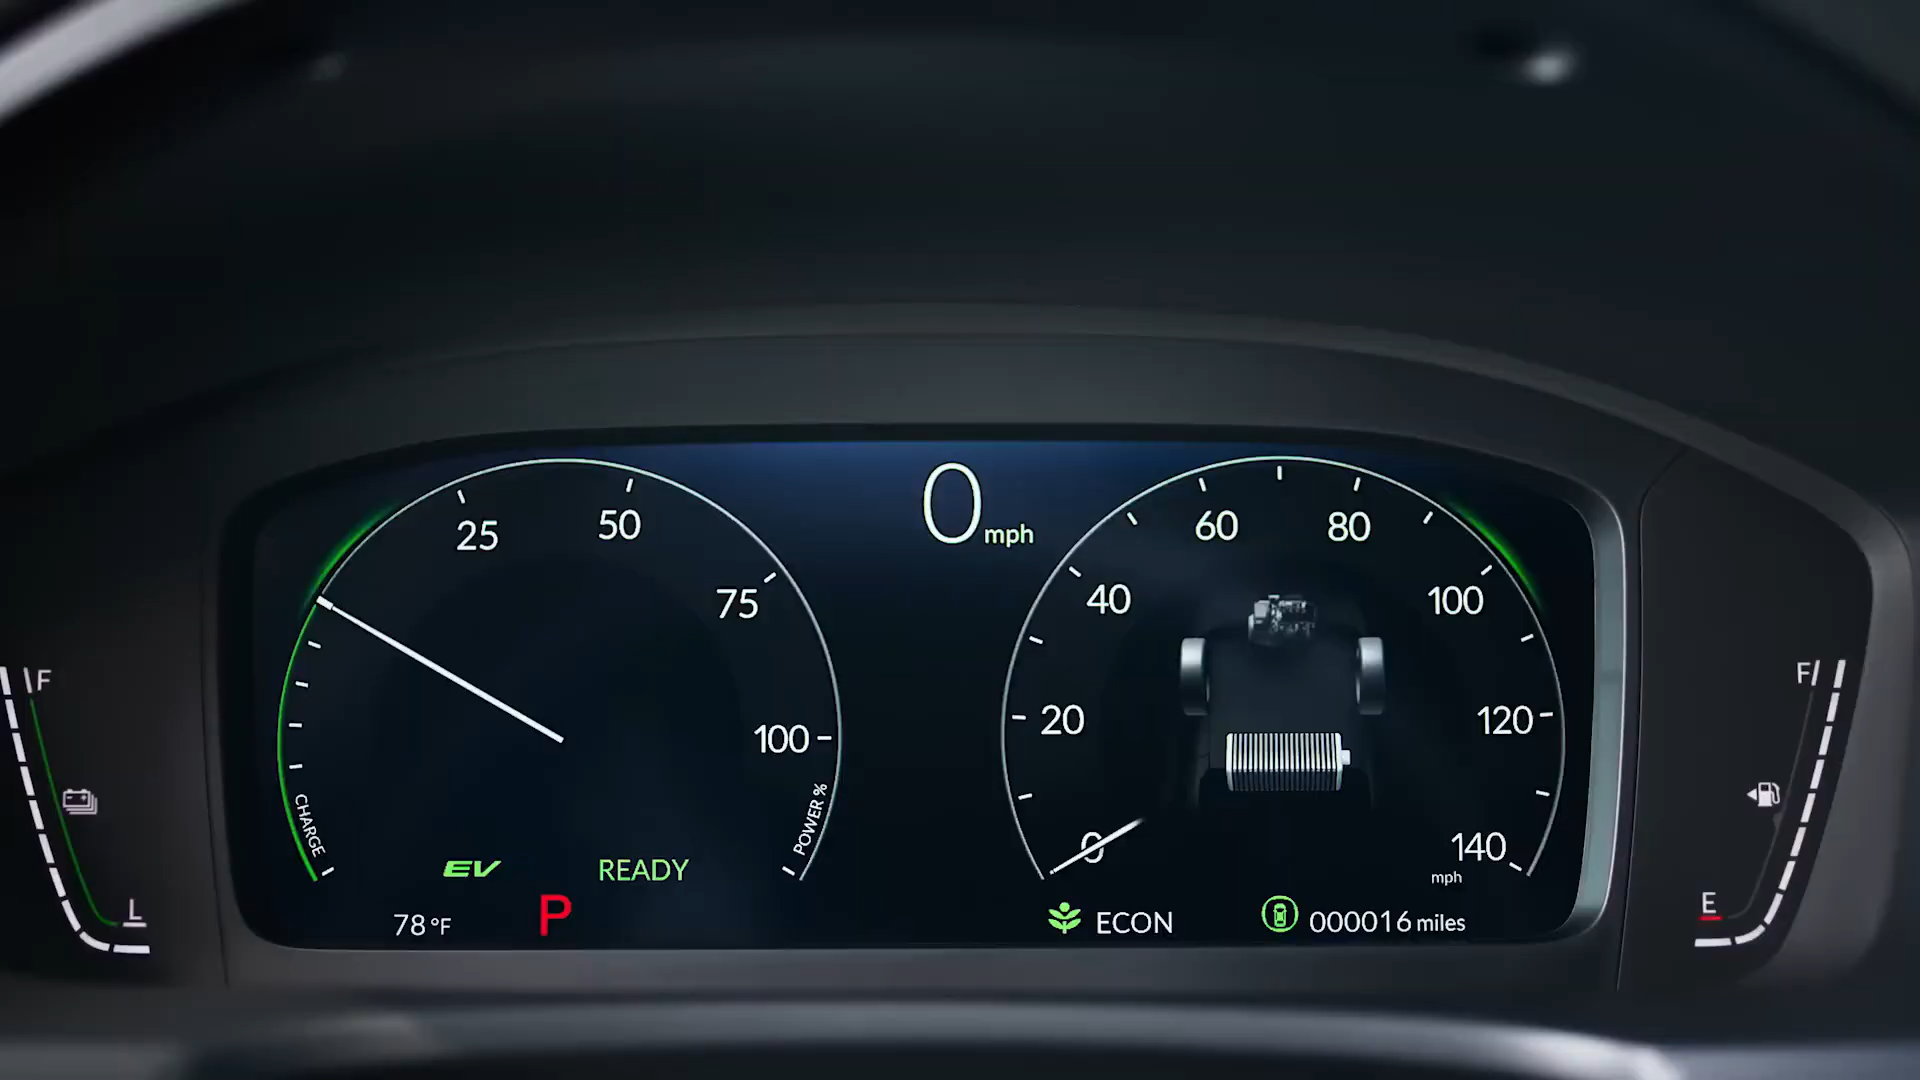 0 mph
25
50
75
100
CHARGE
POWER %
EV
READY
78 °F
P
F
L
0
20
40
60
80
100
120
140
mph
ECON
000016 miles
F
E